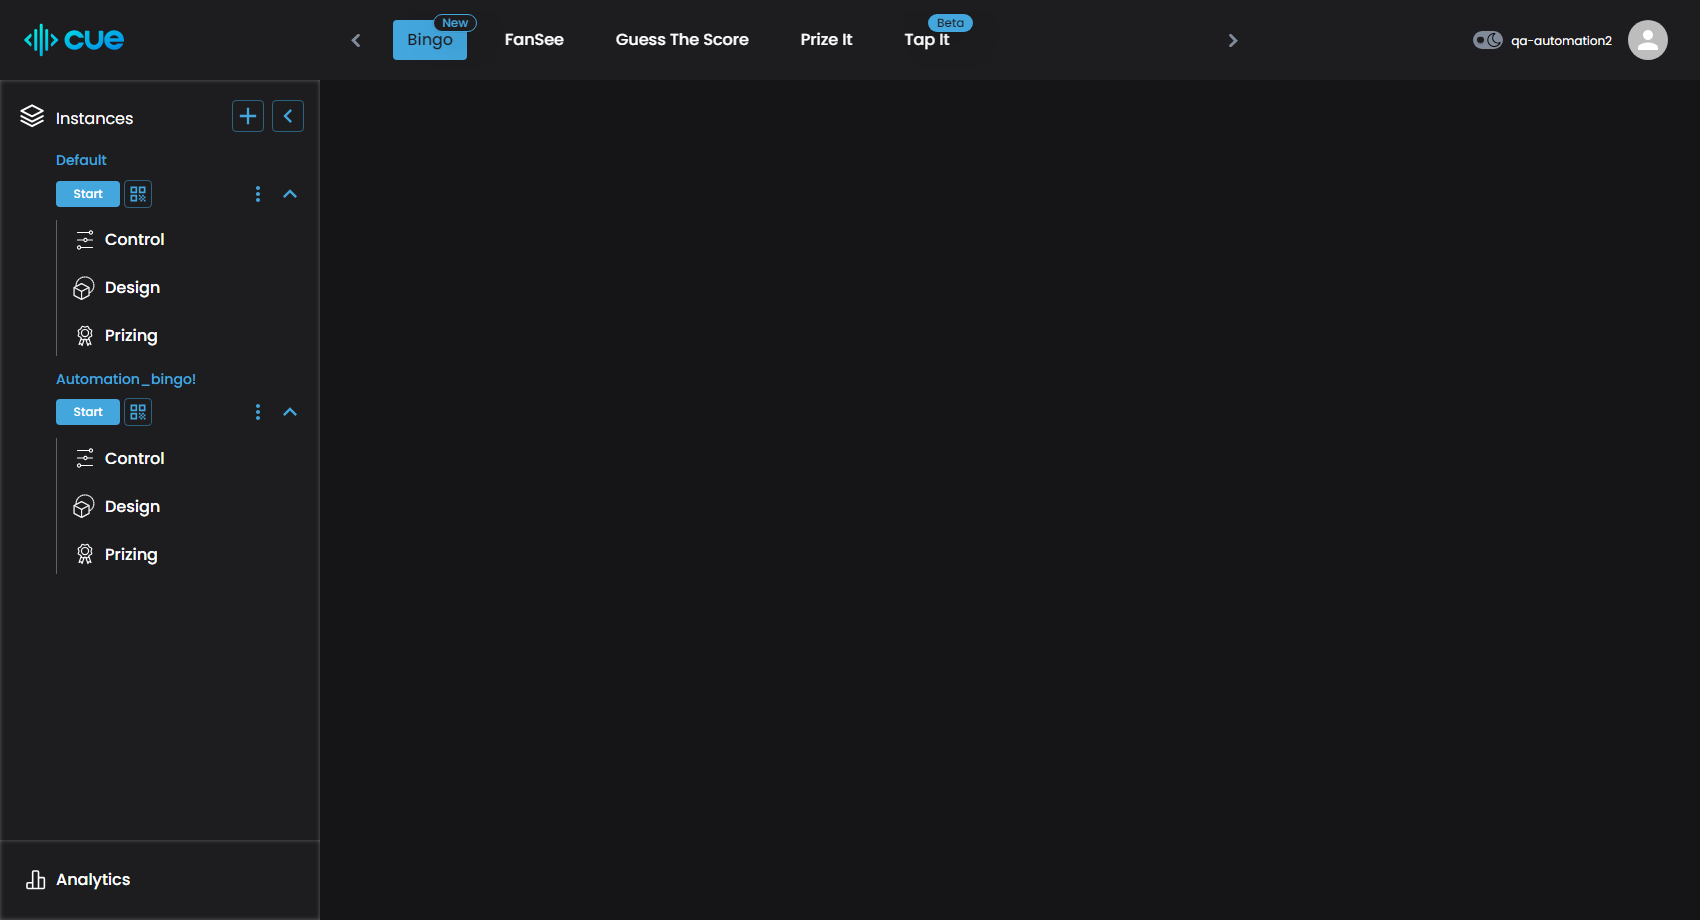 cue
New
Bingo
FanSee
Guess The Score
Prize It
Beta
Tap It
qa-automation2
Instances
Default
Start
Control
Design
Prizing
Automation_bingo!
Start
Control
Design
Prizing
Analytics